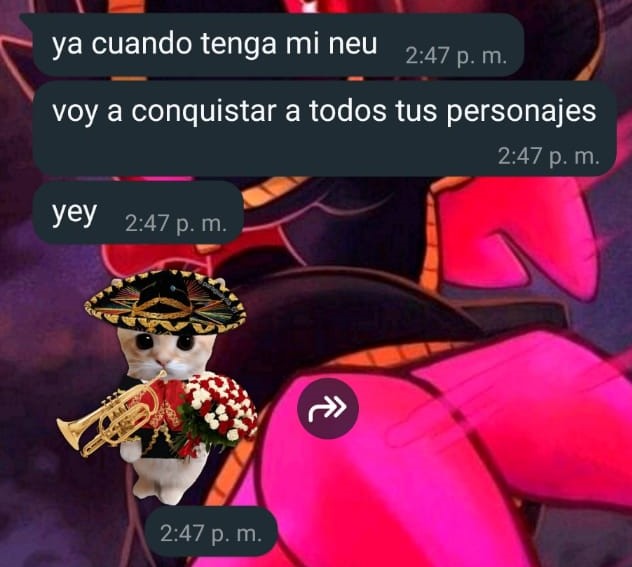 ya cuando tenga mi neu 2:47 p. m.
voy a conquistar a todos tus personajes
2:47 p. m.
yey 2:47 p. m.
2:47 p. m.